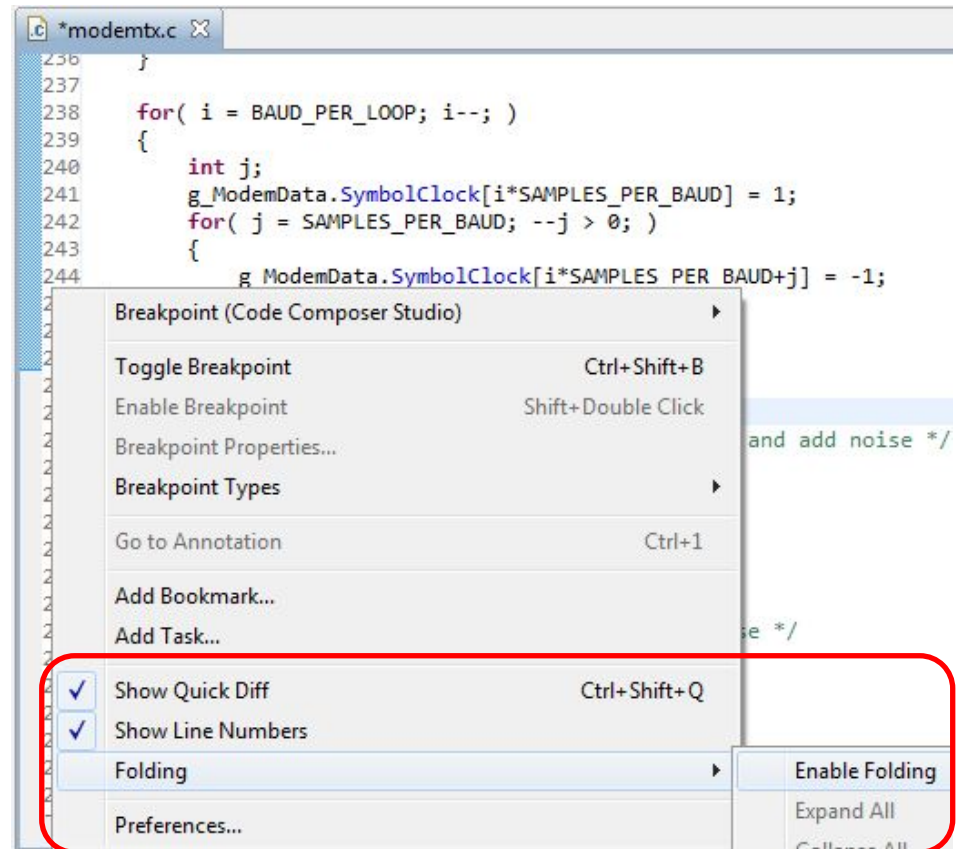 .c *modemtx.c
236 }
237
238 for( i = BAUD_PER_LOOP; i--; )
239 {
240 int j;
241 g_ModemData.SymbolClock[i*SAMPLES_PER_BAUD] = 1;
242 for( j = SAMPLES_PER_BAUD; --j > 0; )
243 {
244 g_ModemData.SymbolClock[i*SAMPLES_PER_BAUD+j] = -1;
Breakpoint (Code Composer Studio)
Toggle Breakpoint Ctrl+Shift+B
Enable Breakpoint Shift+Double Click
Breakpoint Properties... and add noise */
Breakpoint Types
Go to Annotation Ctrl+1
Add Bookmark...
Add Task... se */
Show Quick Diff Ctrl+Shift+Q
Show Line Numbers
Folding Enable Folding
Expand All
Preferences...
Collapse All